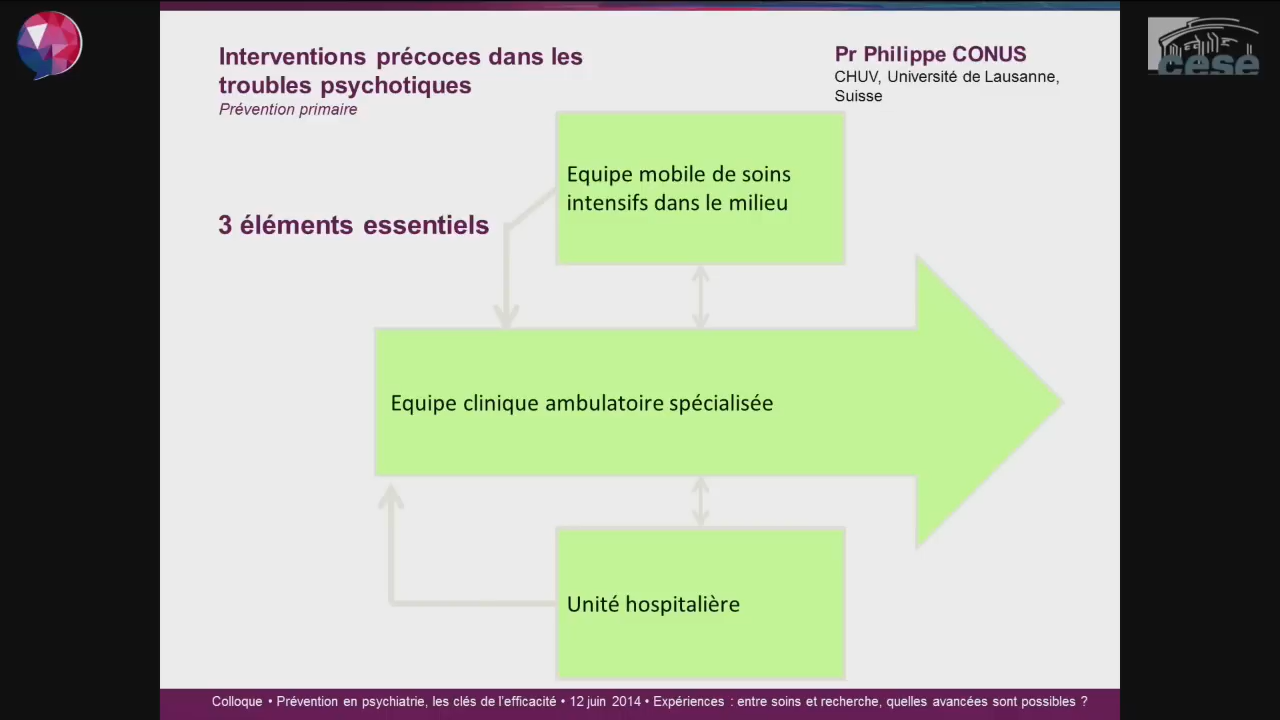 Interventions précoces dans les
troubles psychotiques
Prévention primaire
Pr Philippe CONUS
CHUV, Université de Lausanne,
Suisse
cese
3 éléments essentiels
Equipe mobile de soins
intensifs dans le milieu
Equipe clinique ambulatoire spécialisée
Unité hospitalière
Colloque • Prévention en psychiatrie, les clés de l'efficacité • 12 juin 2014 • Expériences : entre soins et recherche, quelles avancées sont possibles ?